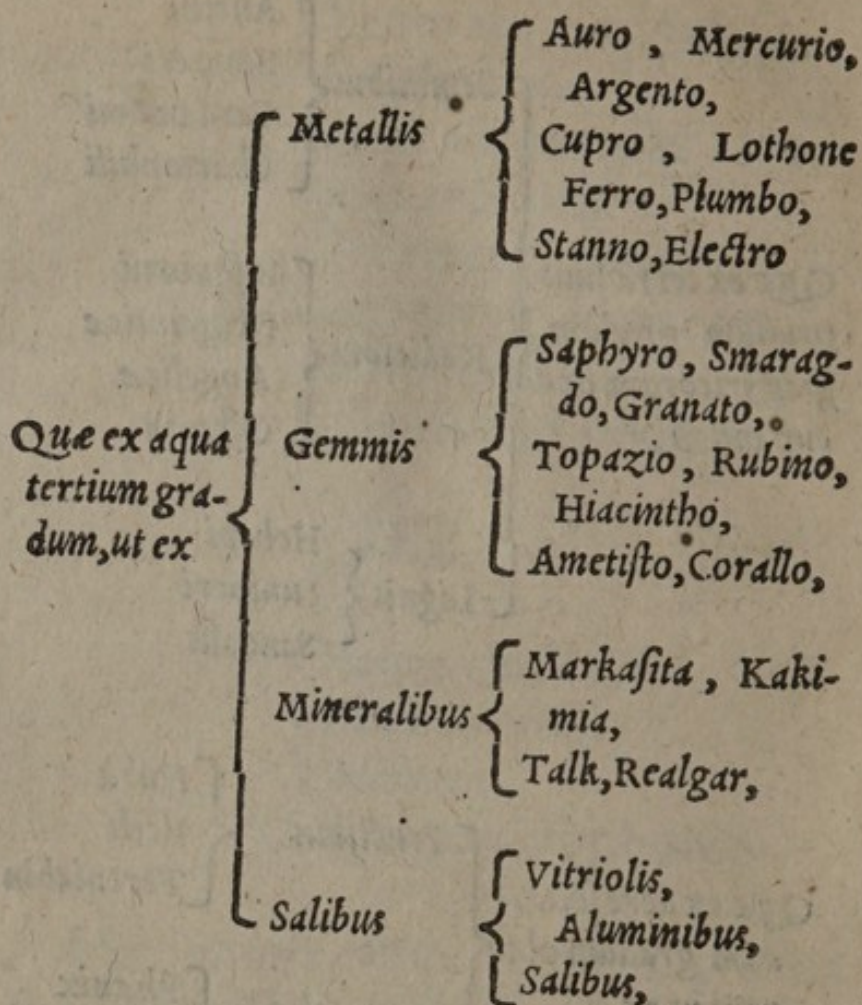 Quæ ex aqua
tertium gra-
dum, ut ex
Metallis
Auro, Mercurio,
Argento,
Cupro, Lothone
Ferro, Plumbo,
Stanno, Electro
Gemmis
Saphyro, Smarag-
do, Granato,
Topazio, Rubino,
Hiacintho,
Ametiſto, Corallo,
Mineralibus
Markaſita, Kaki-
mia,
Talk, Realgar,
Salibus
Vitriolis,
Aluminibus,
Salibus,